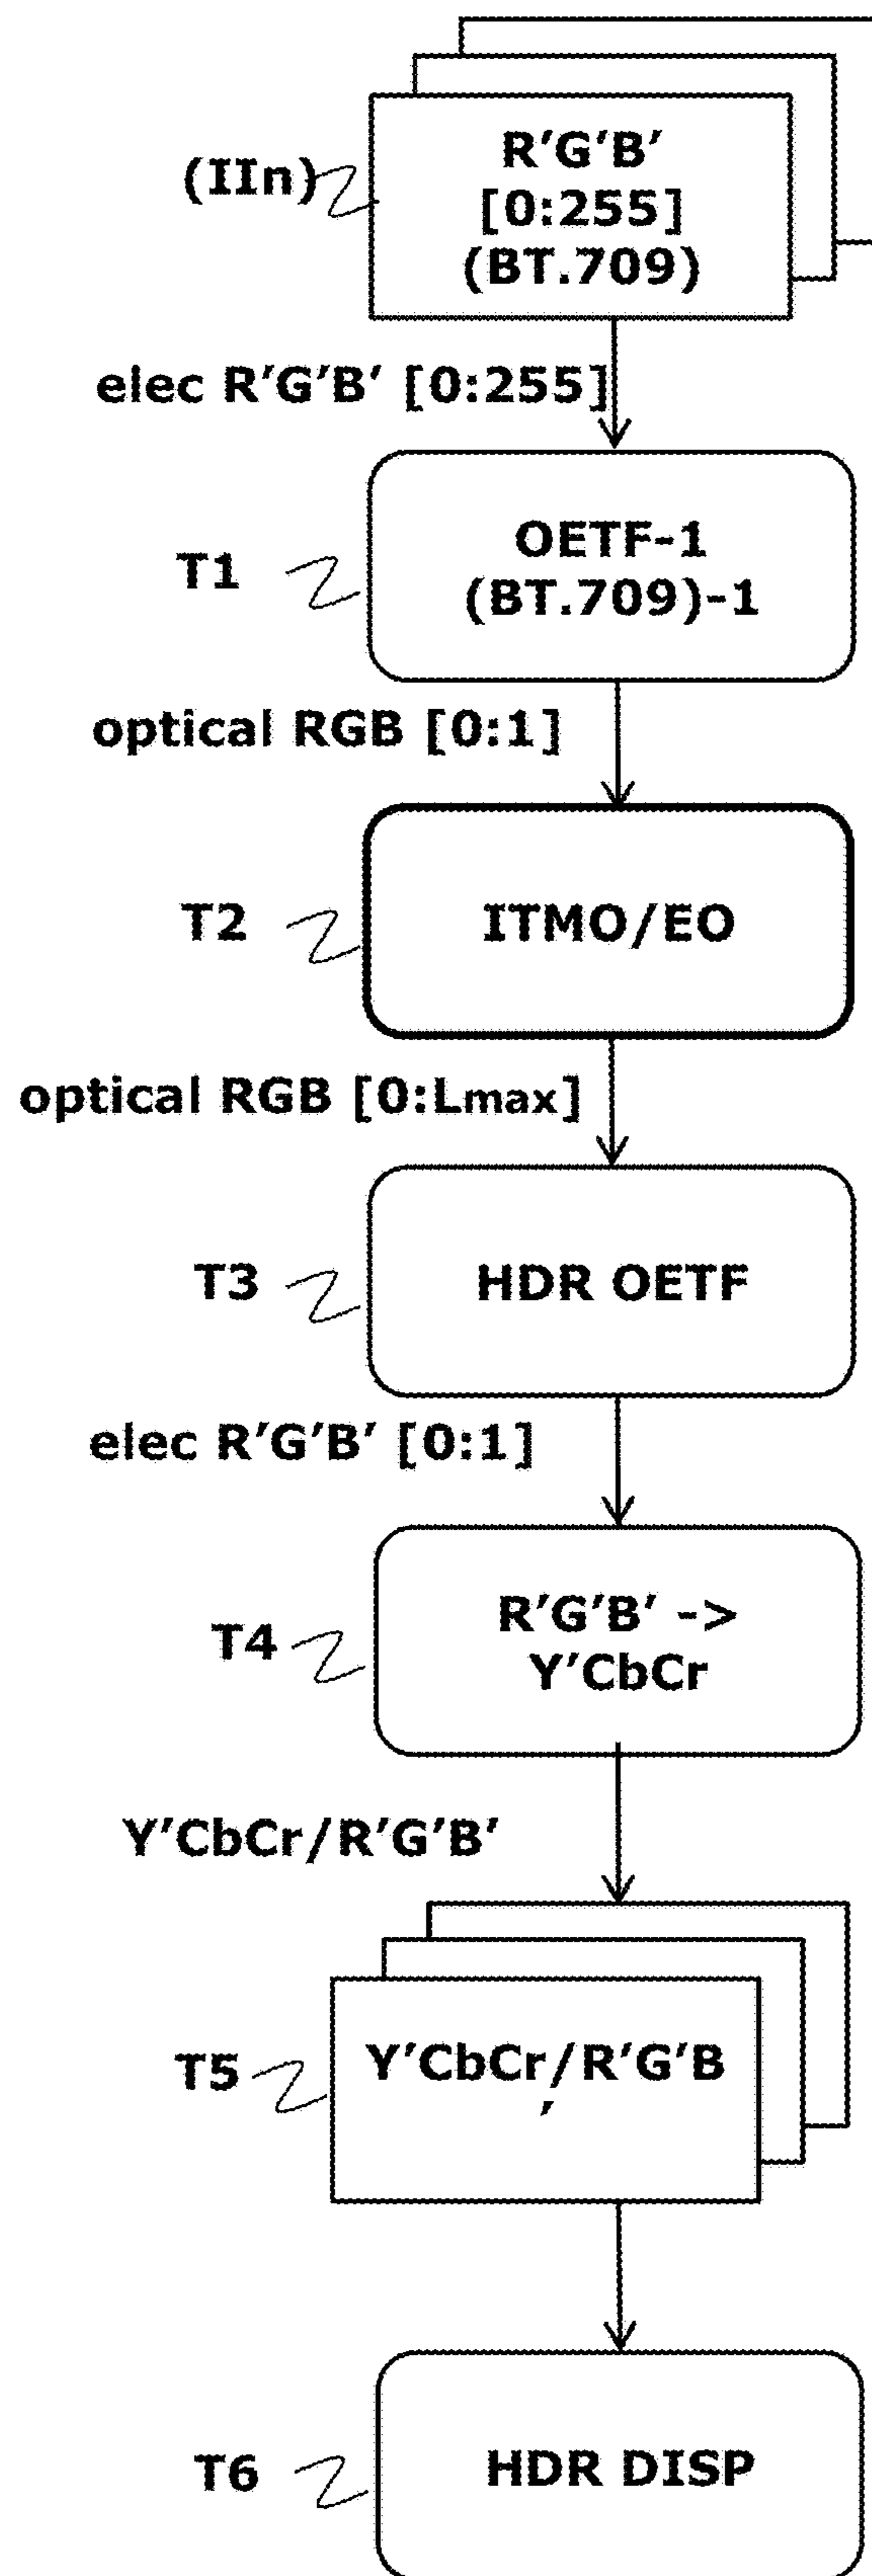 (IIn)
R'G'B'
[0:255]
(BT.709)
elec R'G'B' [0:255]
T1
OETF-1
(BT.709)-1
optical RGB [0:1]
T2
ITMO/EO
optical RGB [0:Lmax]
T3
HDR OETF
elec R'G'B' [0:1]
T4
R'G'B' ->
Y'CbCr
Y'CbCr/R'G'B'
T5
Y'CbCr/R'G'B
'
T6
HDR DISP